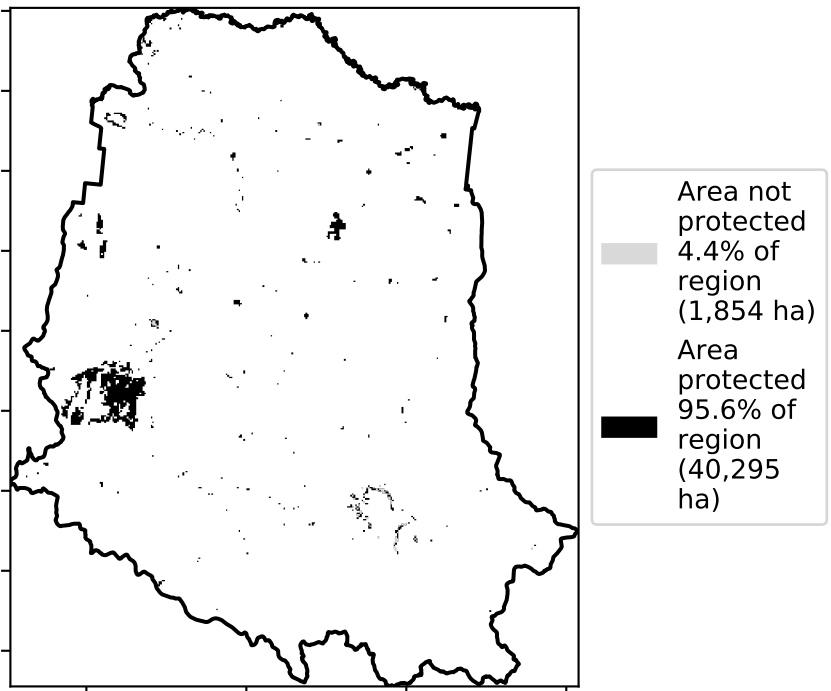 Area not
protected
4.4% of
region
(1,854 ha)
Area
protected
95.6% of
region
(40,295
ha)